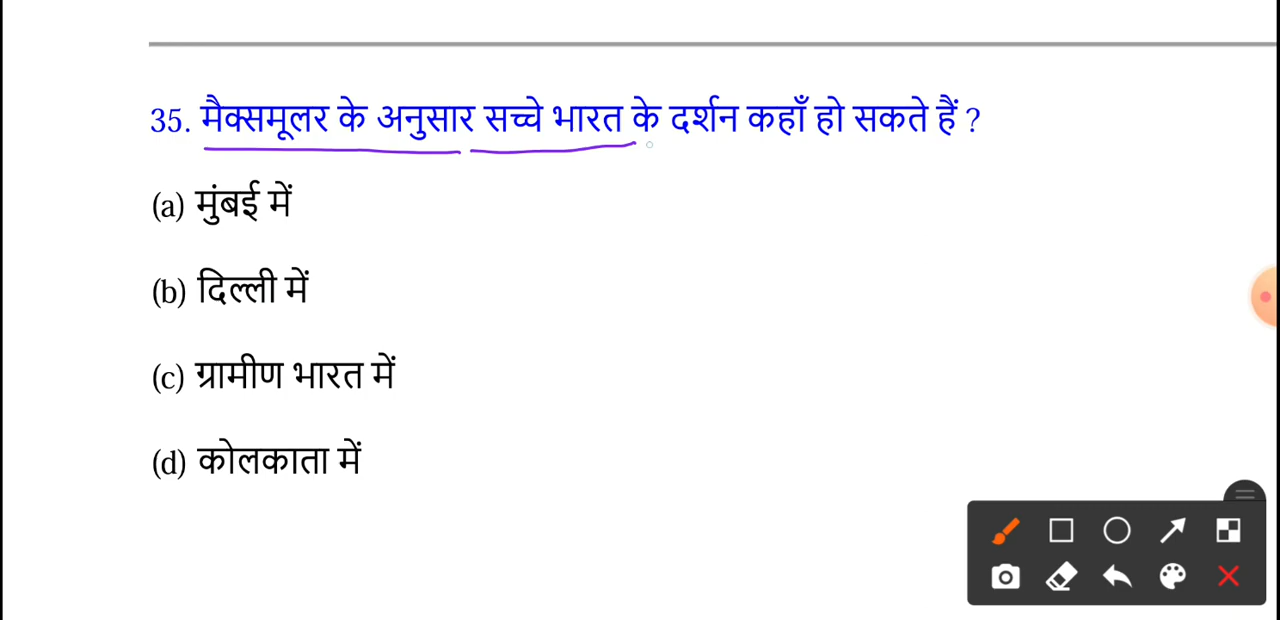 35. मैक्समूलर के अनुसार सच्चे भारत के दर्शन कहाँ हो सकते हैं ?
(a) मुंबई में
(b) दिल्ली में
(c) ग्रामीण भारत में
(d) कोलकाता में